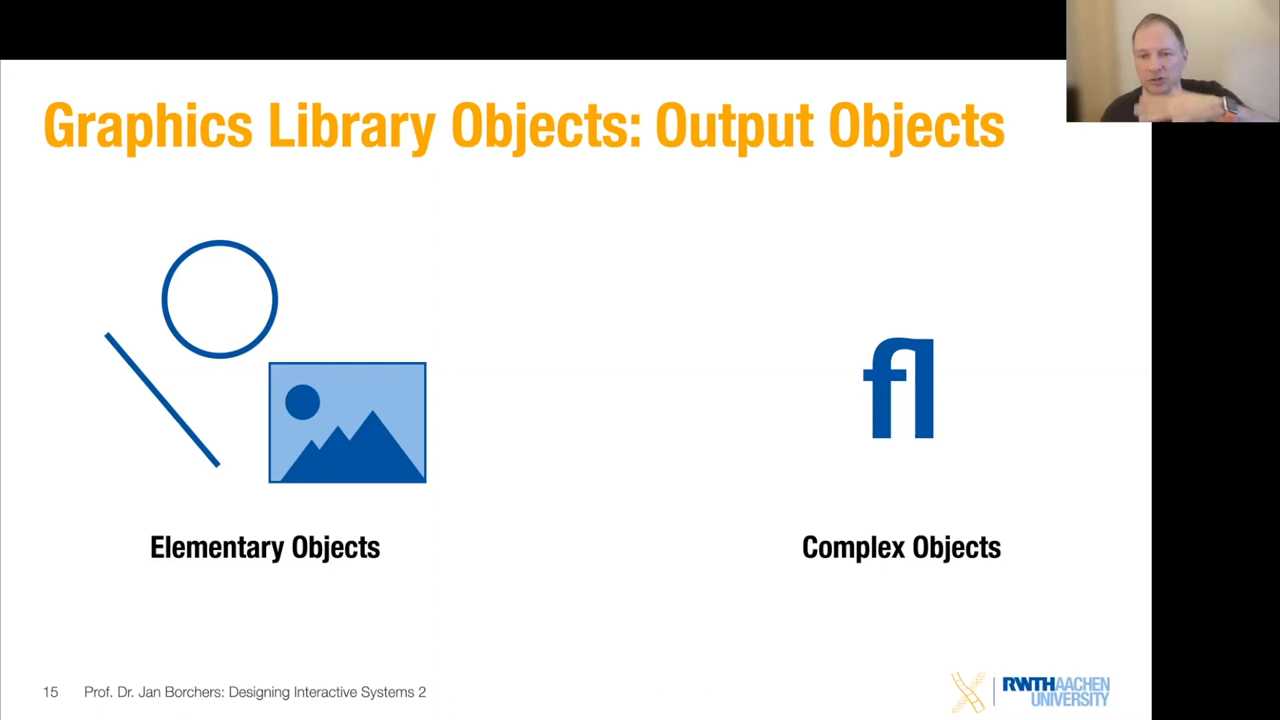 Graphics Library Objects: Output Objects
fl
Elementary Objects
Complex Objects
15 Prof. Dr. Jan Borchers: Designing Interactive Systems 2
RWTHAACHEN
UNIVERSITY